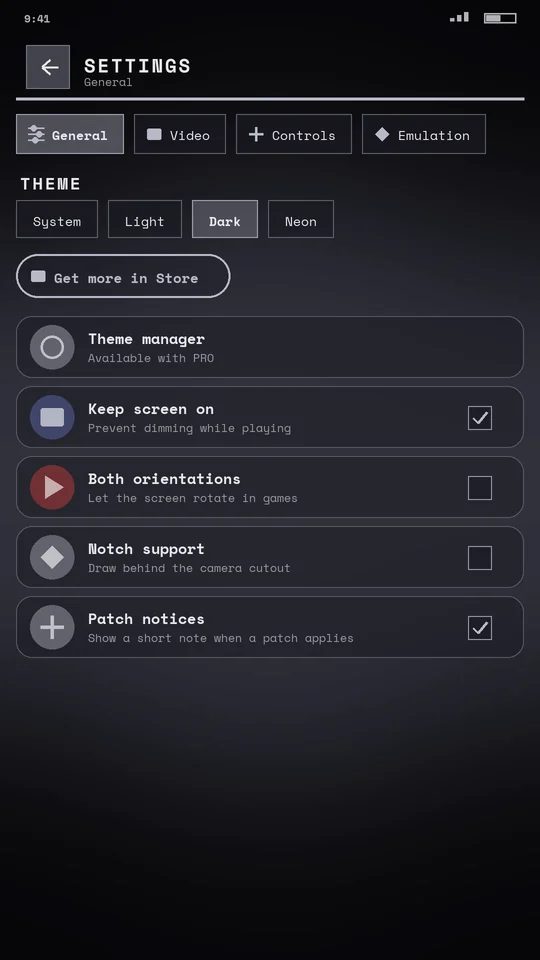 9:41
SETTINGS
General
General
Video
Controls
Emulation
THEME
System
Light
Dark
Neon
Get more in Store
Theme manager
Available with PRO
Keep screen on
Prevent dimming while playing
Both orientations
Let the screen rotate in games
Notch support
Draw behind the camera cutout
Patch notices
Show a short note when a patch applies